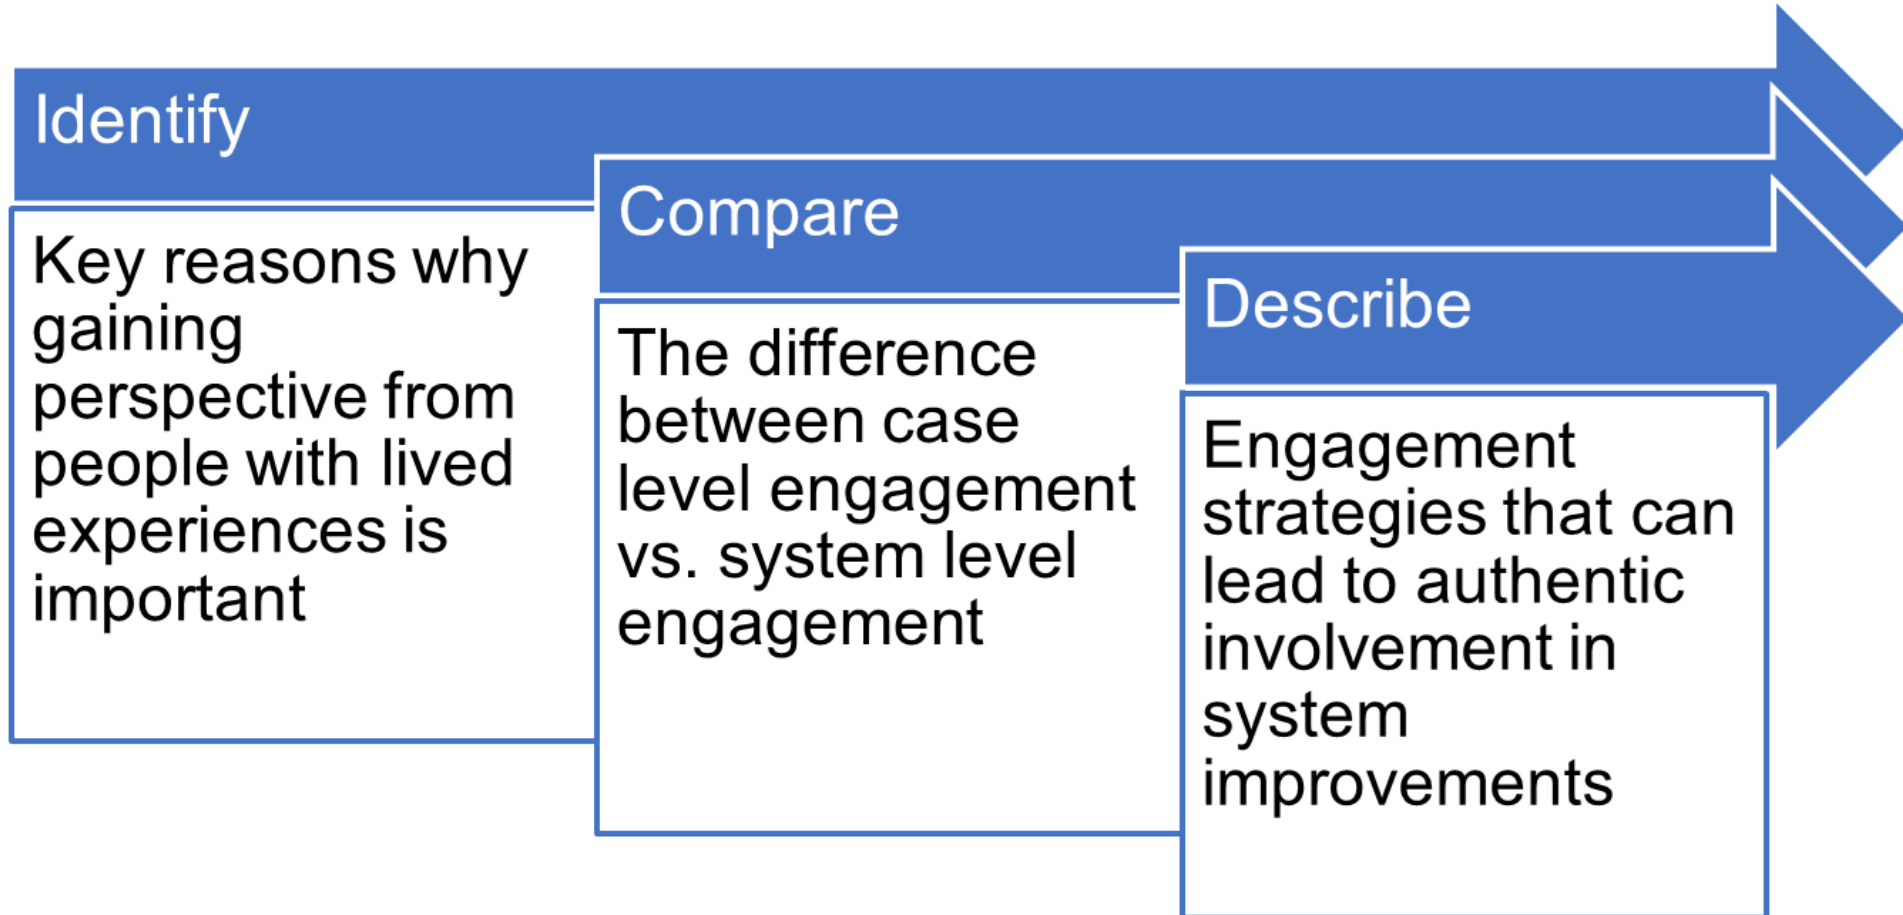 Identify
Key reasons why
gaining
perspective from
people with lived
experiences is
important
Compare
The difference
between case
level engagement
vs. system level
engagement
Describe
Engagement
strategies that can
lead to authentic
involvement in
system
improvements